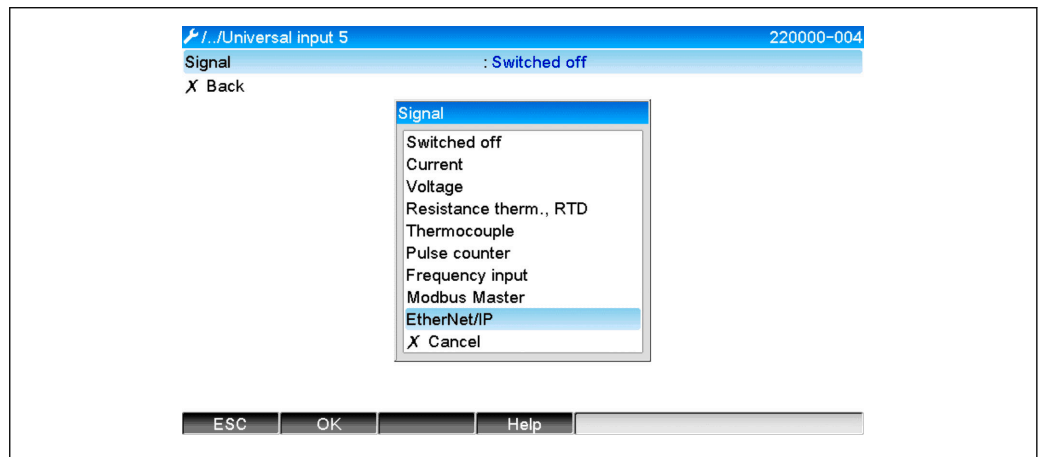 /../Universal input 5 220000-004
Signal : Switched off
X Back
Signal
Switched off
Current
Voltage
Resistance therm., RTD
Thermocouple
Pulse counter
Frequency input
Modbus Master
EtherNet/IP
X Cancel
ESC OK Help